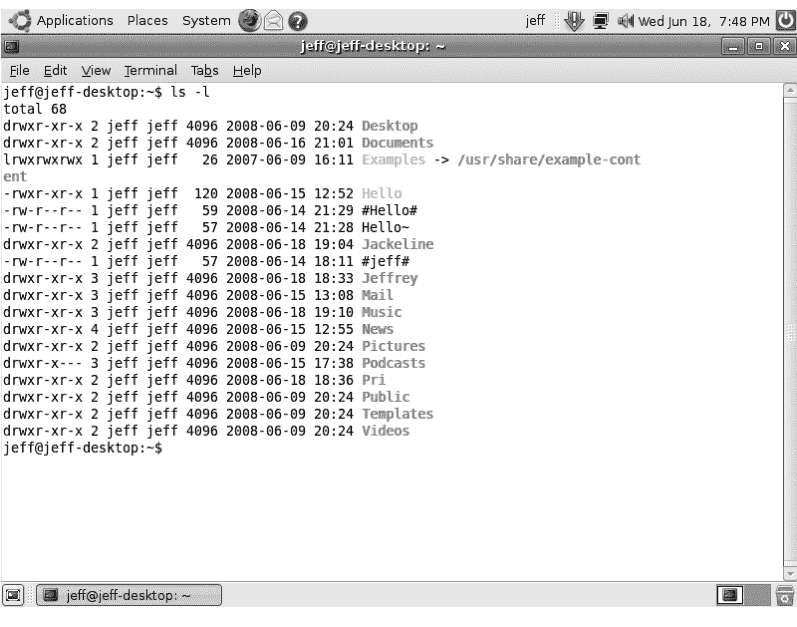 Applications Places System jeff Wed Jun 18, 7:48 PM
jeff@jeff-desktop: ~
File Edit View Terminal Tabs Help
jeff@jeff-desktop:~$ ls -l
total 68
drwxr-xr-x 2 jeff jeff 4096 2008-06-09 20:24 Desktop
drwxr-xr-x 2 jeff jeff 4096 2008-06-16 21:01 Documents
lrwxrwxrwx 1 jeff jeff   26 2007-06-09 16:11 Examples -> /usr/share/example-cont
ent
-rwxr-xr-x 1 jeff jeff  120 2008-06-15 12:52 Hello
-rw-r--r-- 1 jeff jeff   59 2008-06-14 21:29 #Hello#
-rw-r--r-- 1 jeff jeff   57 2008-06-14 21:28 Hello~
drwxr-xr-x 2 jeff jeff 4096 2008-06-18 19:04 Jackeline
-rw-r--r-- 1 jeff jeff   57 2008-06-14 18:11 #jeff#
drwxr-xr-x 3 jeff jeff 4096 2008-06-18 18:33 Jeffrey
drwxr-xr-x 3 jeff jeff 4096 2008-06-15 13:08 Mail
drwxr-xr-x 3 jeff jeff 4096 2008-06-18 19:10 Music
drwxr-xr-x 4 jeff jeff 4096 2008-06-15 12:55 News
drwxr-xr-x 2 jeff jeff 4096 2008-06-09 20:24 Pictures
drwxr-x--- 3 jeff jeff 4096 2008-06-15 17:38 Podcasts
drwxr-xr-x 2 jeff jeff 4096 2008-06-18 18:36 Pri
drwxr-xr-x 2 jeff jeff 4096 2008-06-09 20:24 Public
drwxr-xr-x 2 jeff jeff 4096 2008-06-09 20:24 Templates
drwxr-xr-x 2 jeff jeff 4096 2008-06-09 20:24 Videos
jeff@jeff-desktop:~$
jeff@jeff-desktop: ~